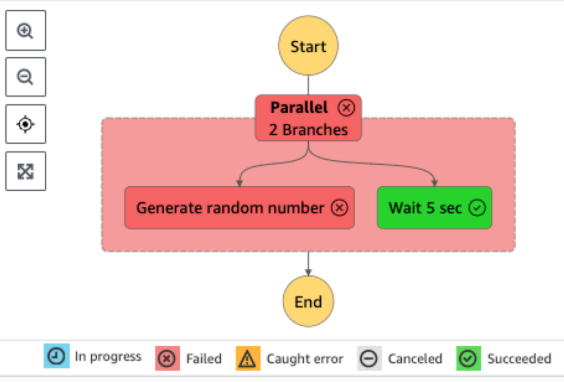 Start
Parallel
2 Branches
Generate random number
Wait 5 sec
End
In progress
Failed
Caught error
Canceled
Succeeded